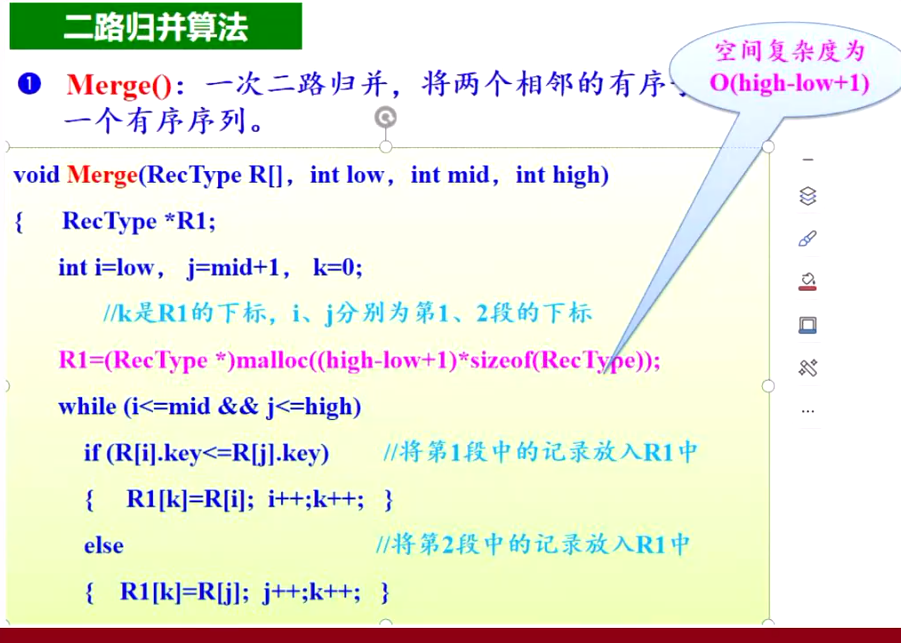 二路归并算法
空间复杂度为
O(high-low+1)
❶ Merge()：一次二路归并，将两个相邻的有序
一个有序序列。
void Merge(RecType R[]，int low，int mid，int high)
{ RecType *R1;
int i=low， j=mid+1， k=0;
//k是R1的下标，i、j分别为第1、2段的下标
R1=(RecType *)malloc((high-low+1)*sizeof(RecType));
while (i<=mid && j<=high)
if (R[i].key<=R[j].key) //将第1段中的记录放入R1中
{ R1[k]=R[i]; i++;k++; }
else //将第2段中的记录放入R1中
{ R1[k]=R[j]; j++;k++; }